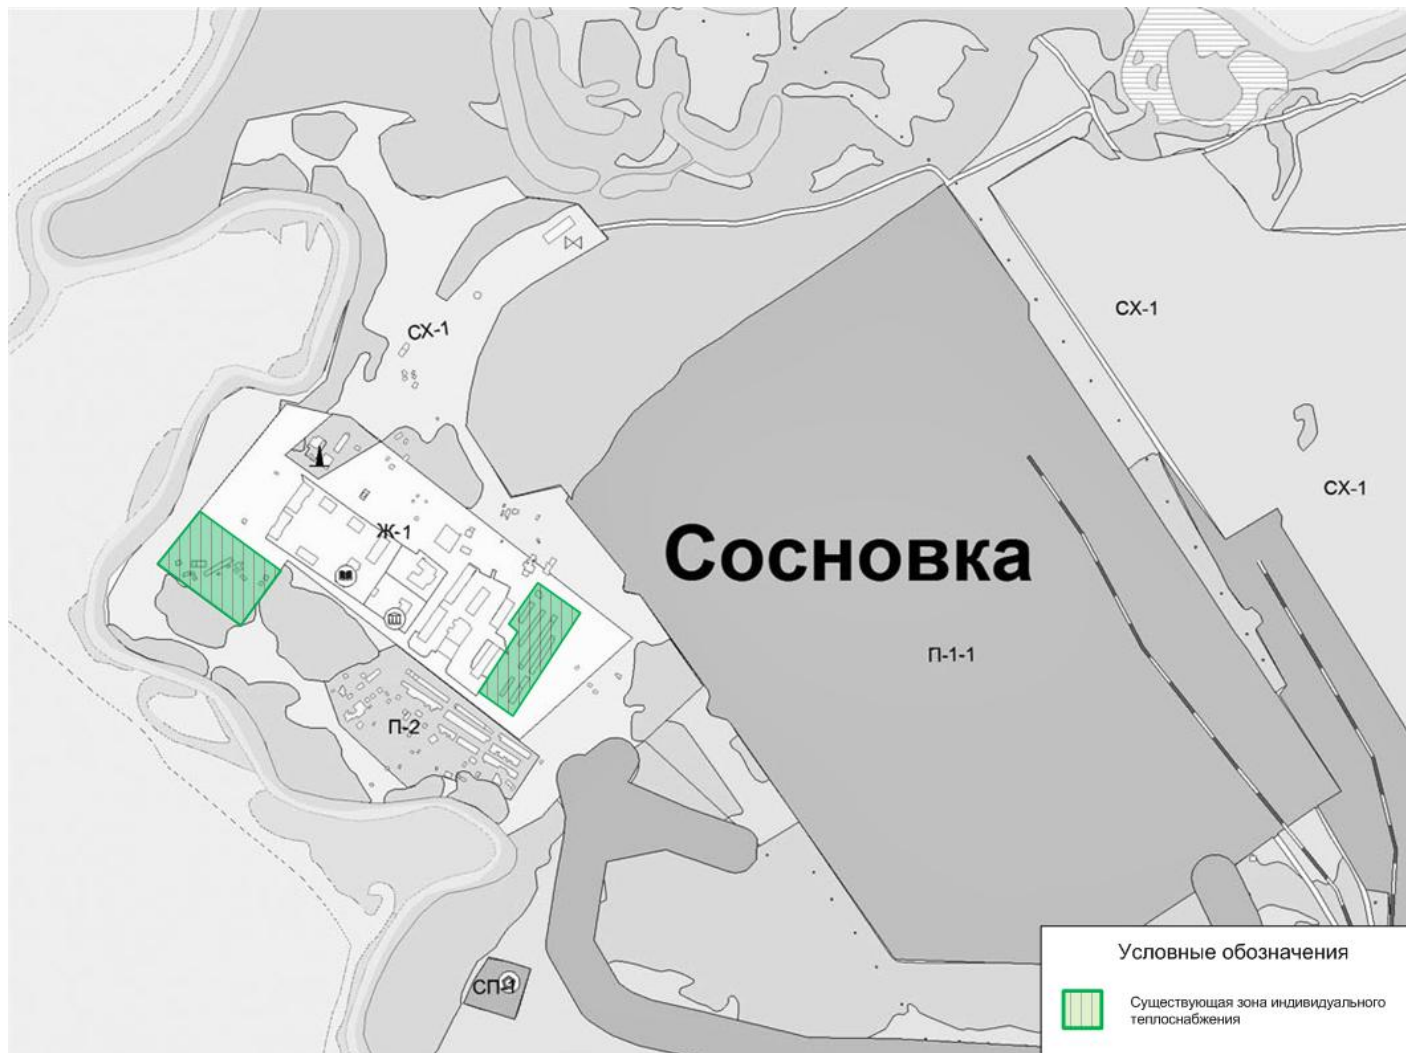 СХ-1
СХ-1
СХ-1
Ж-1
Сосновка
П-1-1
П-2
СП-1
Условные обозначения
Существующая зона индивидуального
теплоснабжения